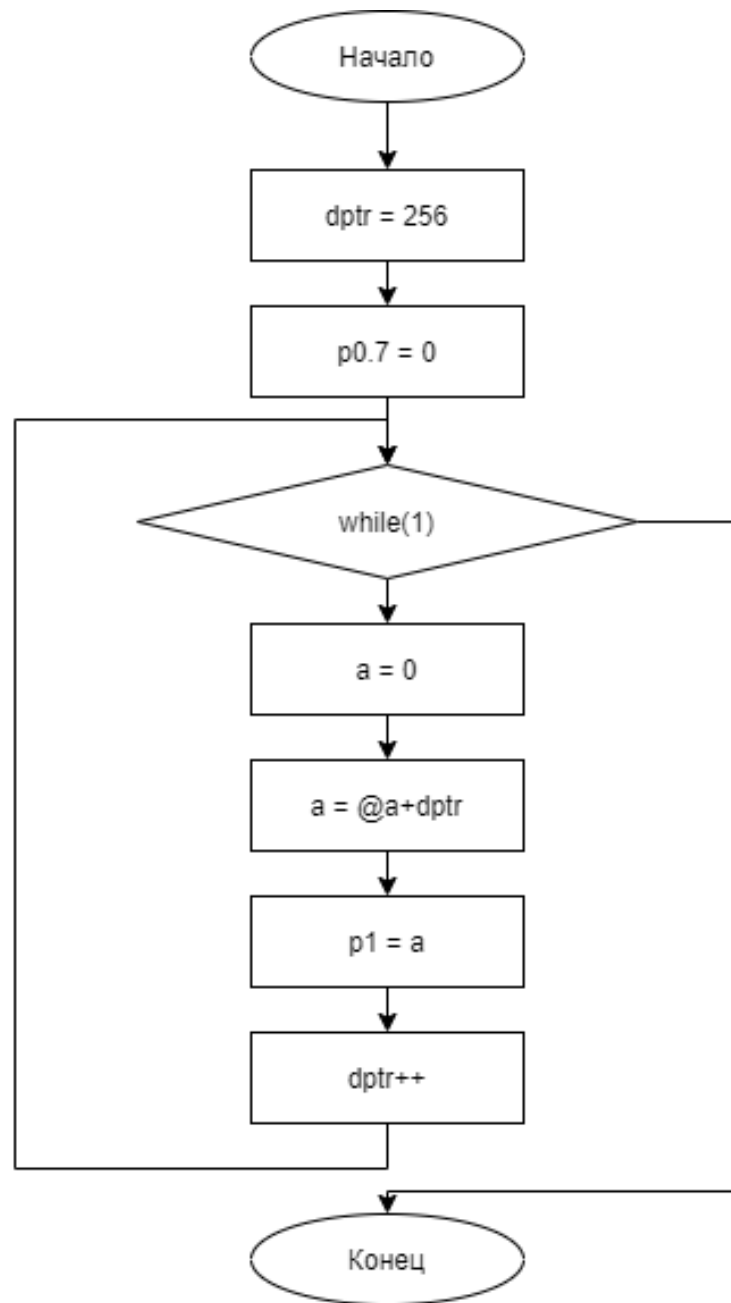 Начало
dptr = 256
p0.7 = 0
while(1)
a = 0
a = @a+dptr
p1 = a
dptr++
Конец